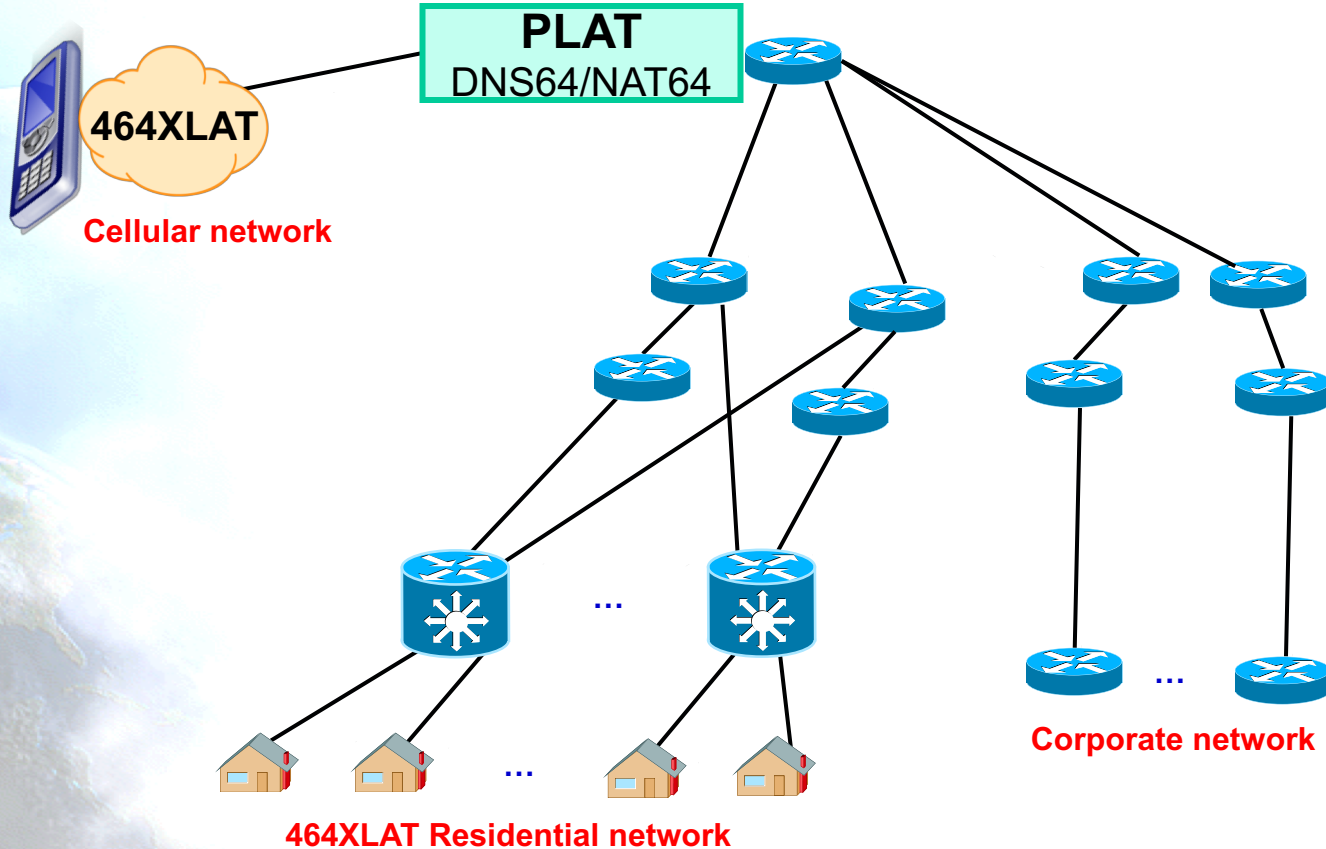 PLAT
DNS64/NAT64
464XLAT
Cellular network
...
...
...
Corporate network
464XLAT Residential network